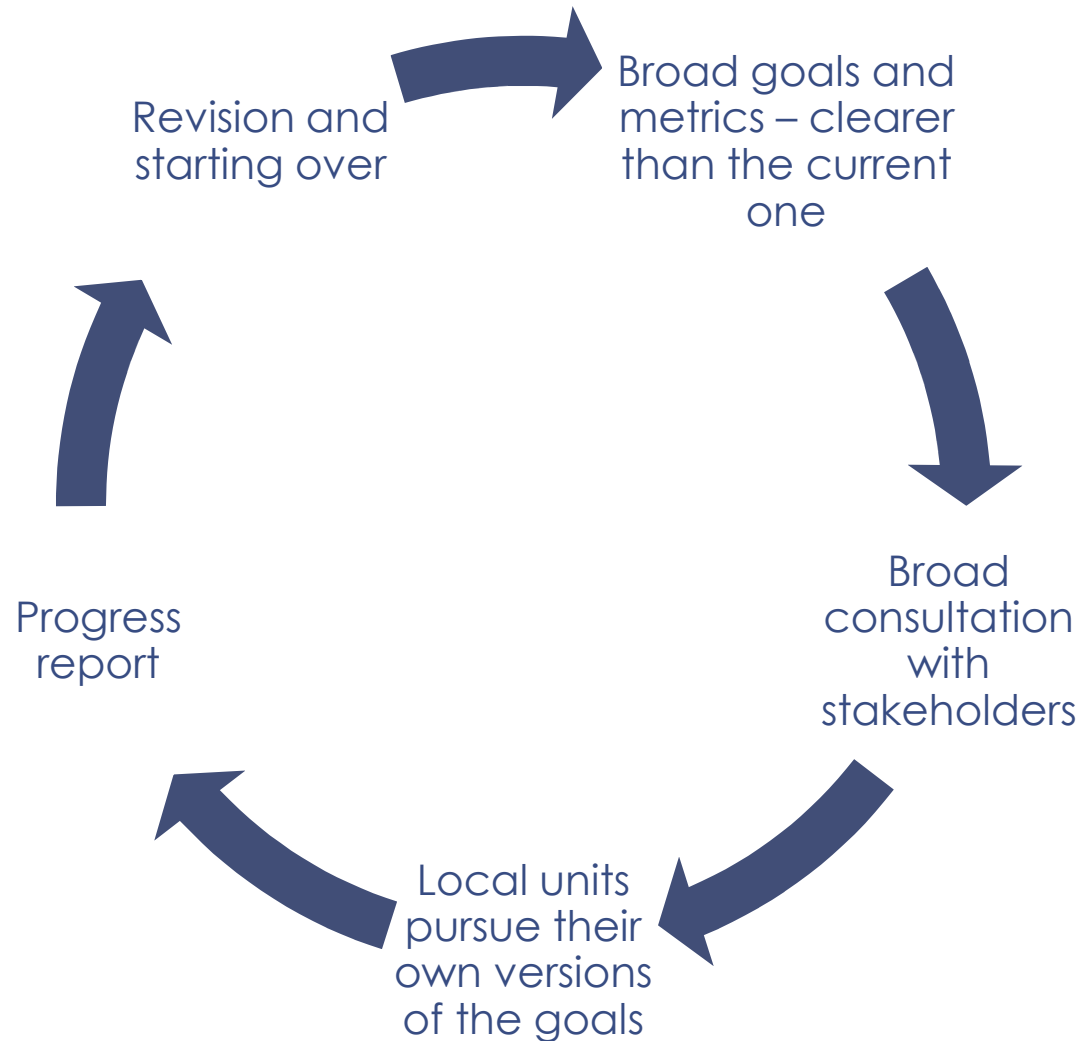 Broad goals and
metrics – clearer
than the current
one
Broad
consultation
with
stakeholders
Local units
pursue their
own versions
of the goals
Progress
report
Revision and
starting over